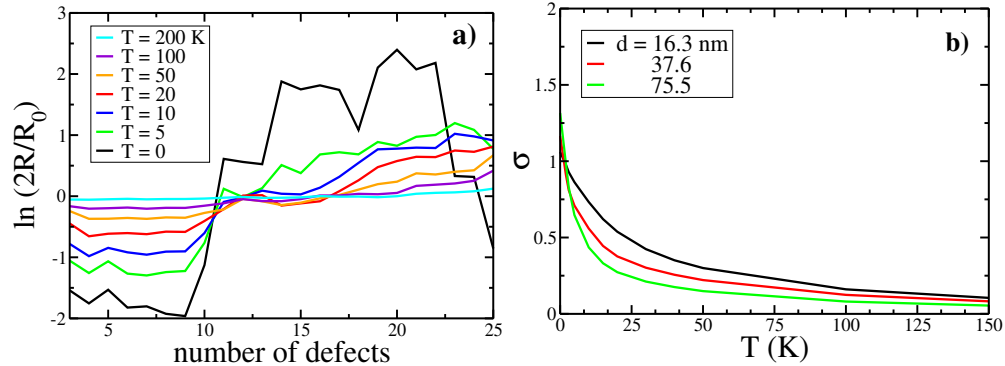 a)
T = 200 K
T = 100
T = 50
T = 20
T = 10
T = 5
T = 0
ln (2R/R₀)
3
2
1
0
-1
-2
5
10
15
20
25
number of defects
b)
d = 16.3 nm
37.6
75.5
σ
2
1.5
1
0.5
0
0
25
50
75
100
125
150
T (K)